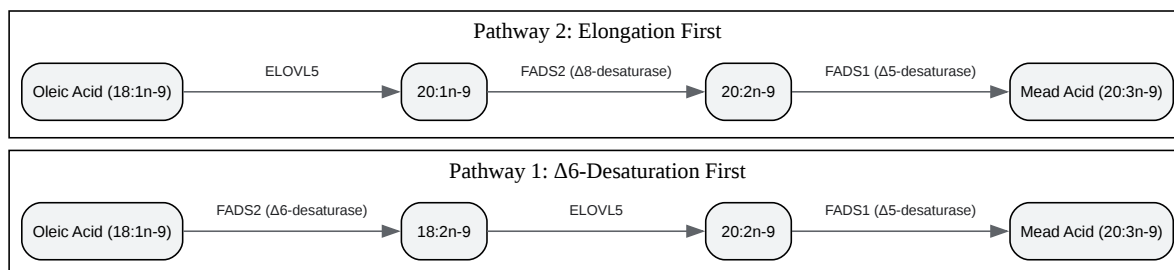 Pathway 2: Elongation First
ELOVL5
FADS2 (Δ8-desaturase)
FADS1 (Δ5-desaturase)
Oleic Acid (18:1n-9)
20:1n-9
20:2n-9
Mead Acid (20:3n-9)
Pathway 1: Δ6-Desaturation First
FADS2 (Δ6-desaturase)
ELOVL5
FADS1 (Δ5-desaturase)
Oleic Acid (18:1n-9)
18:2n-9
20:2n-9
Mead Acid (20:3n-9)